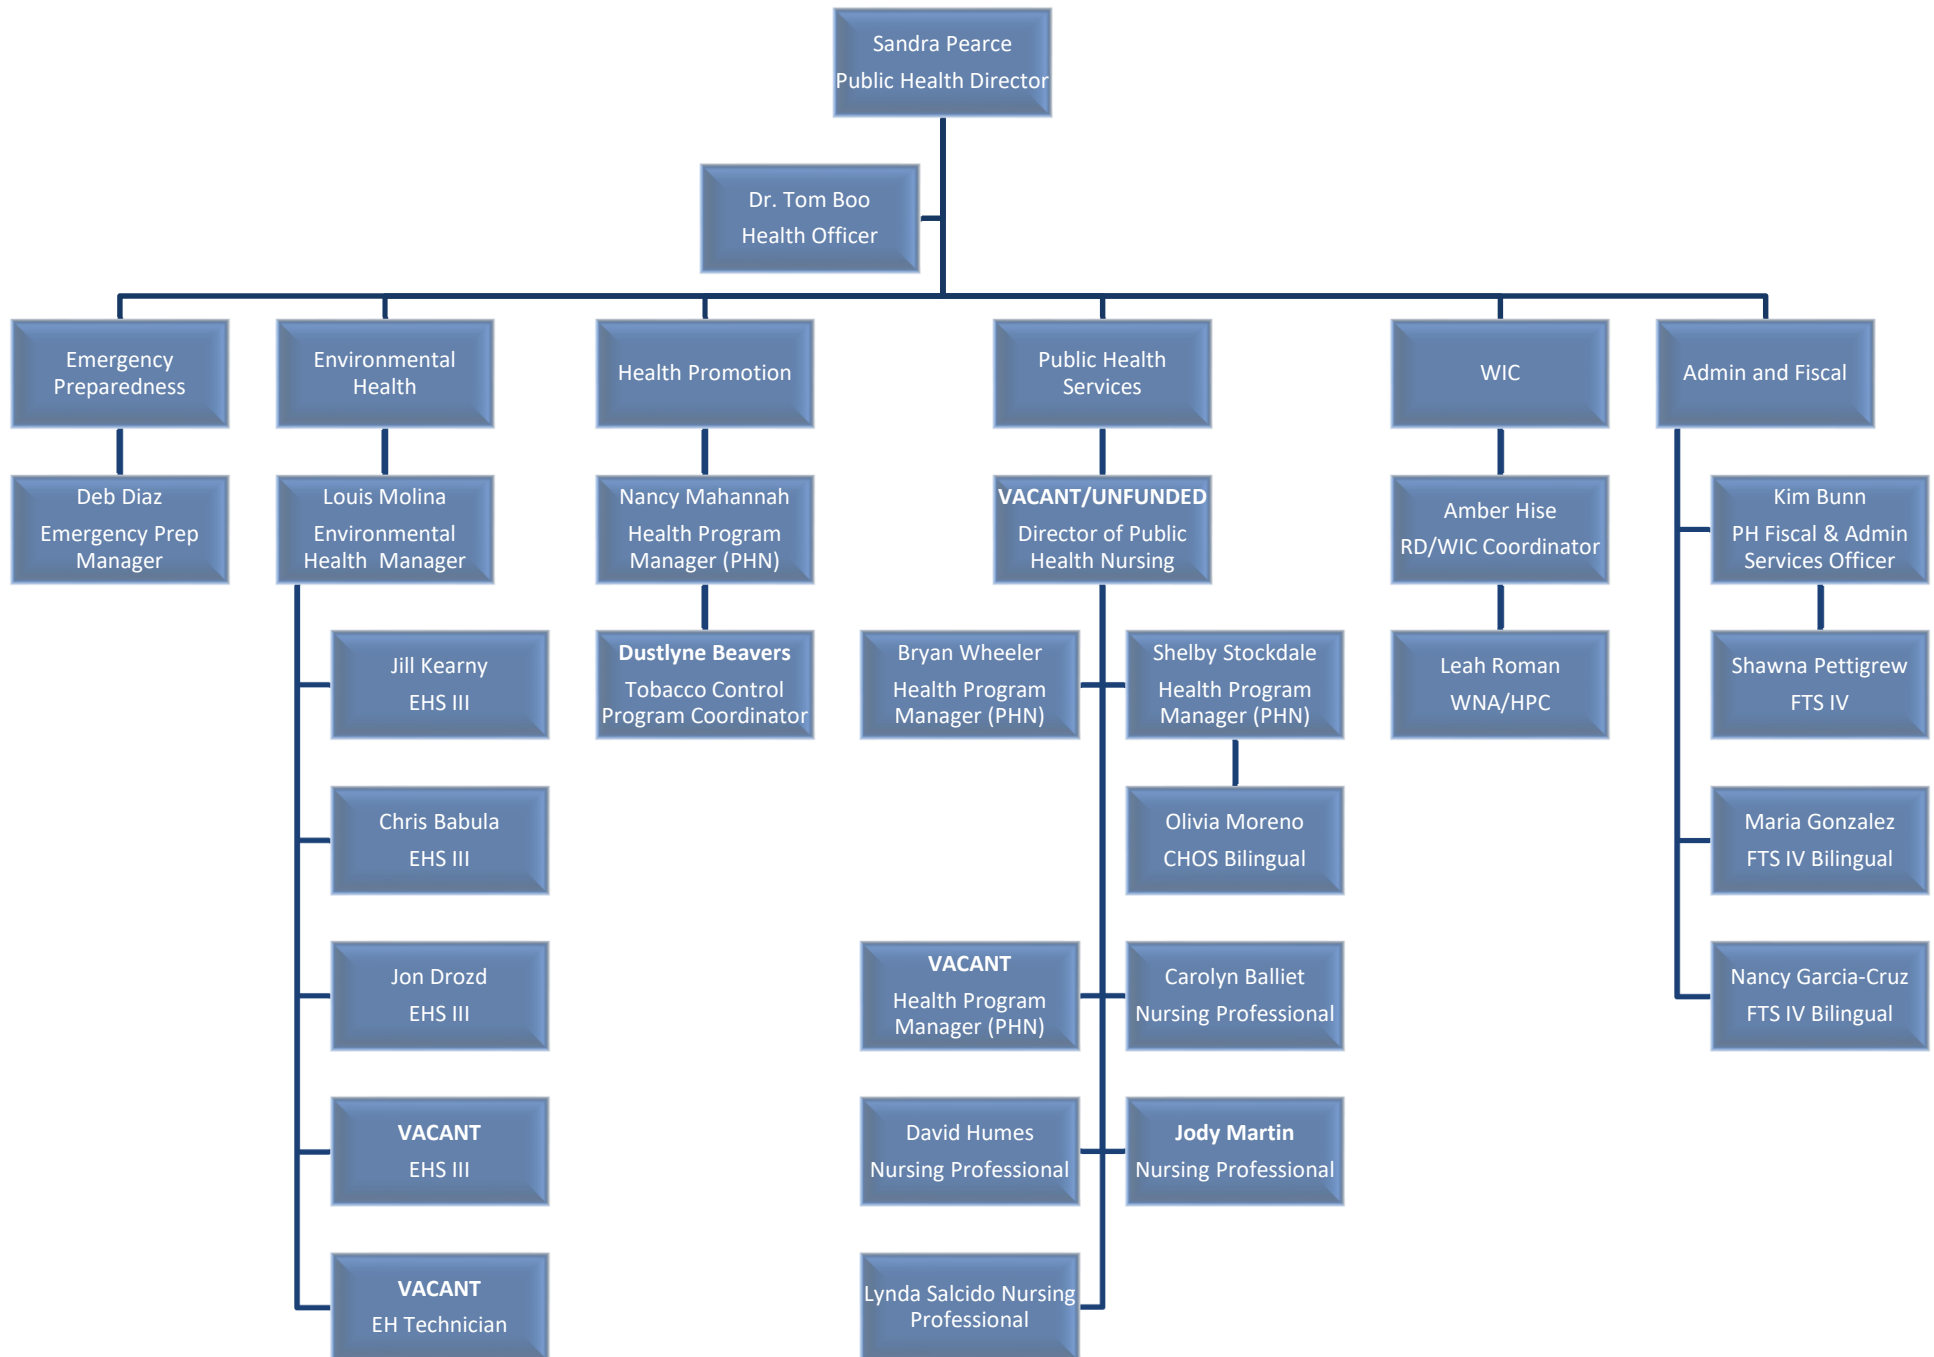 Sandra Pearce
Public Health Director
Dr. Tom Boo
Health Officer
Emergency
Preparedness
Environmental
Health
Health Promotion
Public Health
Services
WIC
Admin and Fiscal
Deb Diaz
Emergency Prep
Manager
Louis Molina
Environmental
Health Manager
Nancy Mahannah
Health Program
Manager (PHN)
VACANT/UNFUNDED
Director of Public
Health Nursing
Amber Hise
RD/WIC Coordinator
Kim Bunn
PH Fiscal & Admin
Services Officer
Jill Kearny
EHS III
Dustlyne Beavers
Tobacco Control
Program Coordinator
Bryan Wheeler
Health Program
Manager (PHN)
Shelby Stockdale
Health Program
Manager (PHN)
Leah Roman
WNA/HPC
Shawna Pettigrew
FTS IV
Chris Babula
EHS III
Olivia Moreno
CHOS Bilingual
Maria Gonzalez
FTS IV Bilingual
Jon Drozd
EHS III
VACANT
Health Program
Manager (PHN)
Carolyn Balliet
Nursing Professional
Nancy Garcia-Cruz
FTS IV Bilingual
VACANT
EHS III
David Humes
Nursing Professional
Jody Martin
Nursing Professional
VACANT
EH Technician
Lynda Salcido Nursing
Professional